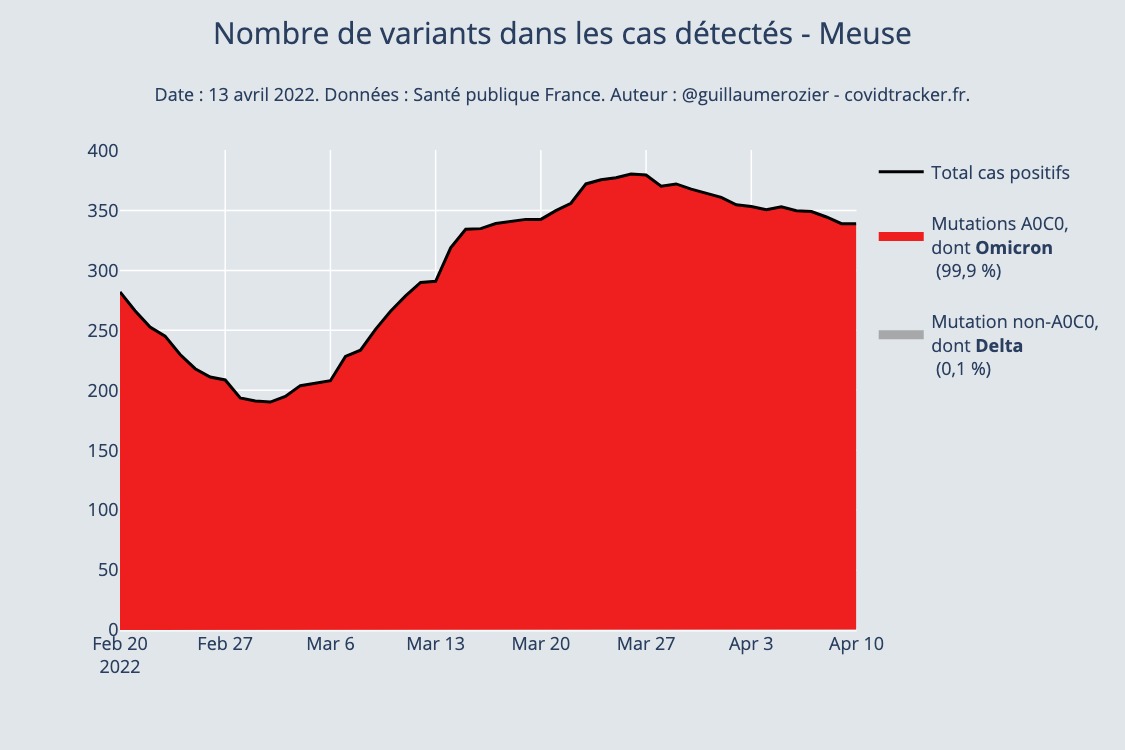 Nombre de variants dans les cas détectés - Meuse
Date : 13 avril 2022. Données : Santé publique France. Auteur : @guillaumerozier - covidtracker.fr.
400
350
300
250
200
150
100
50
0
Feb 20
2022
Feb 27
Mar 6
Mar 13
Mar 20
Mar 27
Apr 3
Apr 10
Total cas positifs
Mutations A0C0,
dont Omicron
(99,9 %)
Mutation non-A0C0,
dont Delta
(0,1 %)